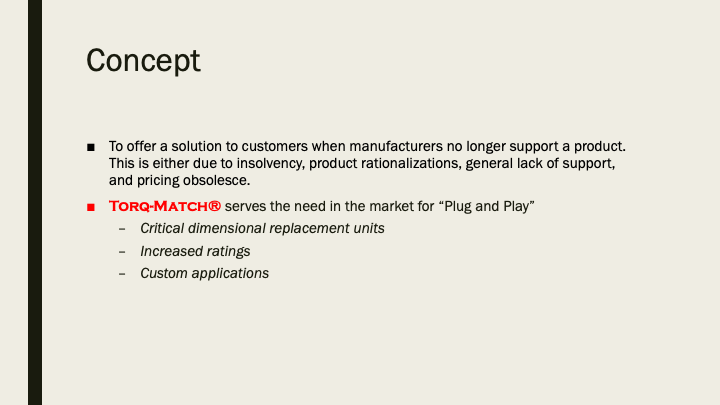 Concept
▪ To offer a solution to customers when manufacturers no longer support a product.
This is either due to insolvency, product rationalizations, general lack of support,
and pricing obsolesce.
▪ TORQ-MATCH® serves the need in the market for “Plug and Play”
– Critical dimensional replacement units
– Increased ratings
– Custom applications